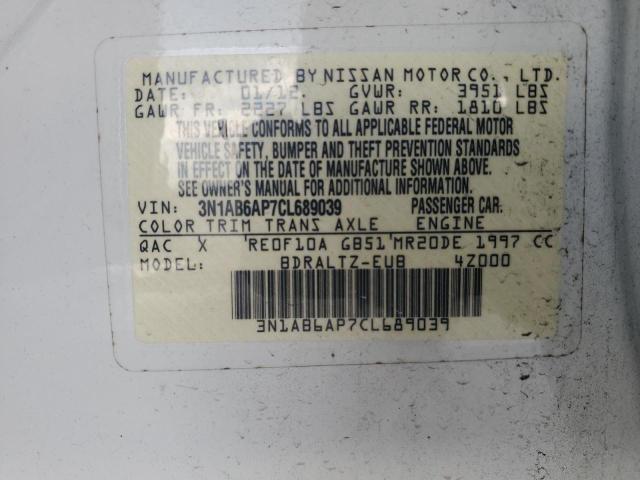 MANUFACTURED BY NISSAN MOTOR CO., LTD.
DATE: 01/12. GVWR: 3951 LBS
GAWR FR: 2227 LBS GAWR RR: 1810 LBS
THIS VEHICLE CONFORMS TO ALL APPLICABLE FEDERAL MOTOR
VEHICLE SAFETY, BUMPER AND THEFT PREVENTION STANDARDS
IN EFFECT ON THE DATE OF MANUFACTURE SHOWN ABOVE.
SEE OWNER'S MANUAL FOR ADDITIONAL INFORMATION.
VIN: 3N1AB6AP7CL689039 PASSENGER CAR.
COLOR TRIM TRANS AXLE ENGINE
QAC X RE0F10A GB51 MR20DE 1997 CC
MODEL: BDRALTZ-EUB 4Z000
3N1AB6AP7CL689039